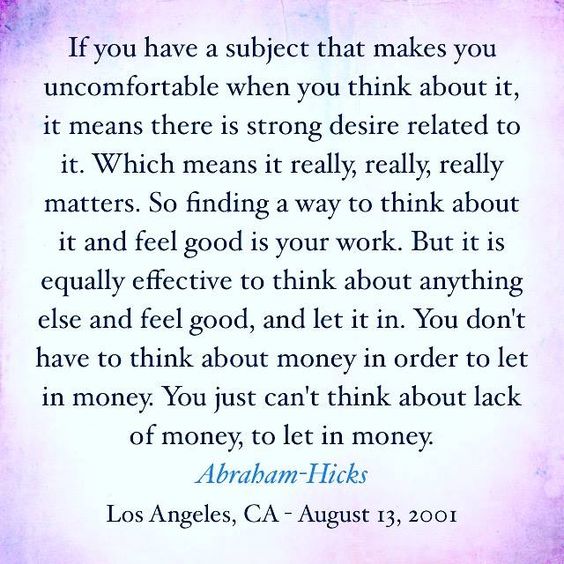 If you have a subject that makes you
uncomfortable when you think about it,
it means there is strong desire related to
it. Which means it really, really, really
matters. So finding a way to think about
it and feel good is your work. But it is
equally effective to think about anything
else and feel good, and let it in. You don't
have to think about money in order to let
in money. You just can't think about lack
of money, to let in money.
Abraham-Hicks
Los Angeles, CA - August 13, 2001